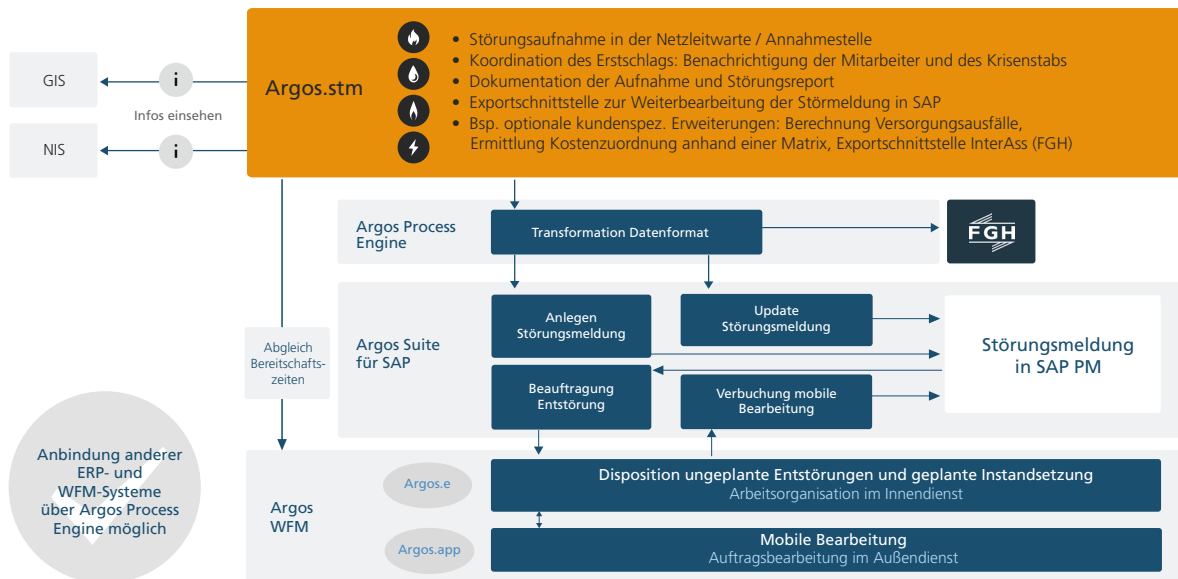 GIS
i
Infos einsehen
NIS
i
Argos.stm
• Störungsaufnahme in der Netzleitwarte / Annahmestelle
• Koordination des Erstschlags: Benachrichtigung der Mitarbeiter und des Krisenstabs
• Dokumentation der Aufnahme und Störungsreport
• Exportschnittstelle zur Weiterbearbeitung der Störmeldung in SAP
• Bsp. optionale kundenspez. Erweiterungen: Berechnung Versorgungsausfälle,
Ermittlung Kostenzuordnung anhand einer Matrix, Exportschnittstelle InterAss (FGH)
Argos Process
Engine
Transformation Datenformat
FGH
Argos Suite
für SAP
Anlegen
Störungsmeldung
Update
Störungsmeldung
Beauftragung
Entstörung
Verbuchung mobile
Bearbeitung
Störungsmeldung
in SAP PM
Abgleich
Bereitschafts-
zeiten
Anbindung anderer
ERP- und
WFM-Systeme
über Argos Process
Engine möglich
Argos
WFM
Argos.e
Disposition ungeplante Entstörungen und geplante Instandsetzung
Arbeitsorganisation im Innendienst
Argos.app
Mobile Bearbeitung
Auftragsbearbeitung im Außendienst